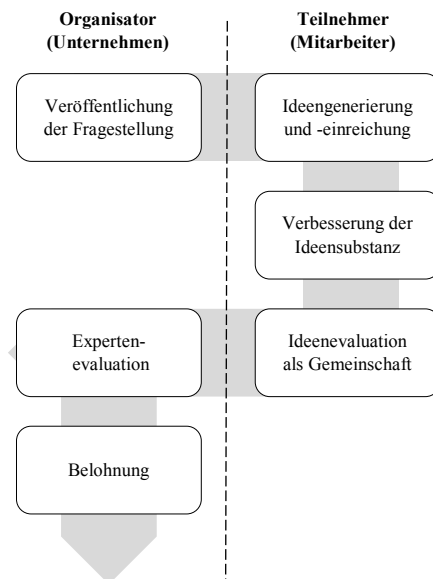 Organisator
(Unternehmen)
Teilnehmer
(Mitarbeiter)
Veröffentlichung
der Fragestellung
Ideengenerierung
und -einreichung
Verbesserung der
Ideensubstanz
Experten-
evaluation
Ideenevaluation
als Gemeinschaft
Belohnung